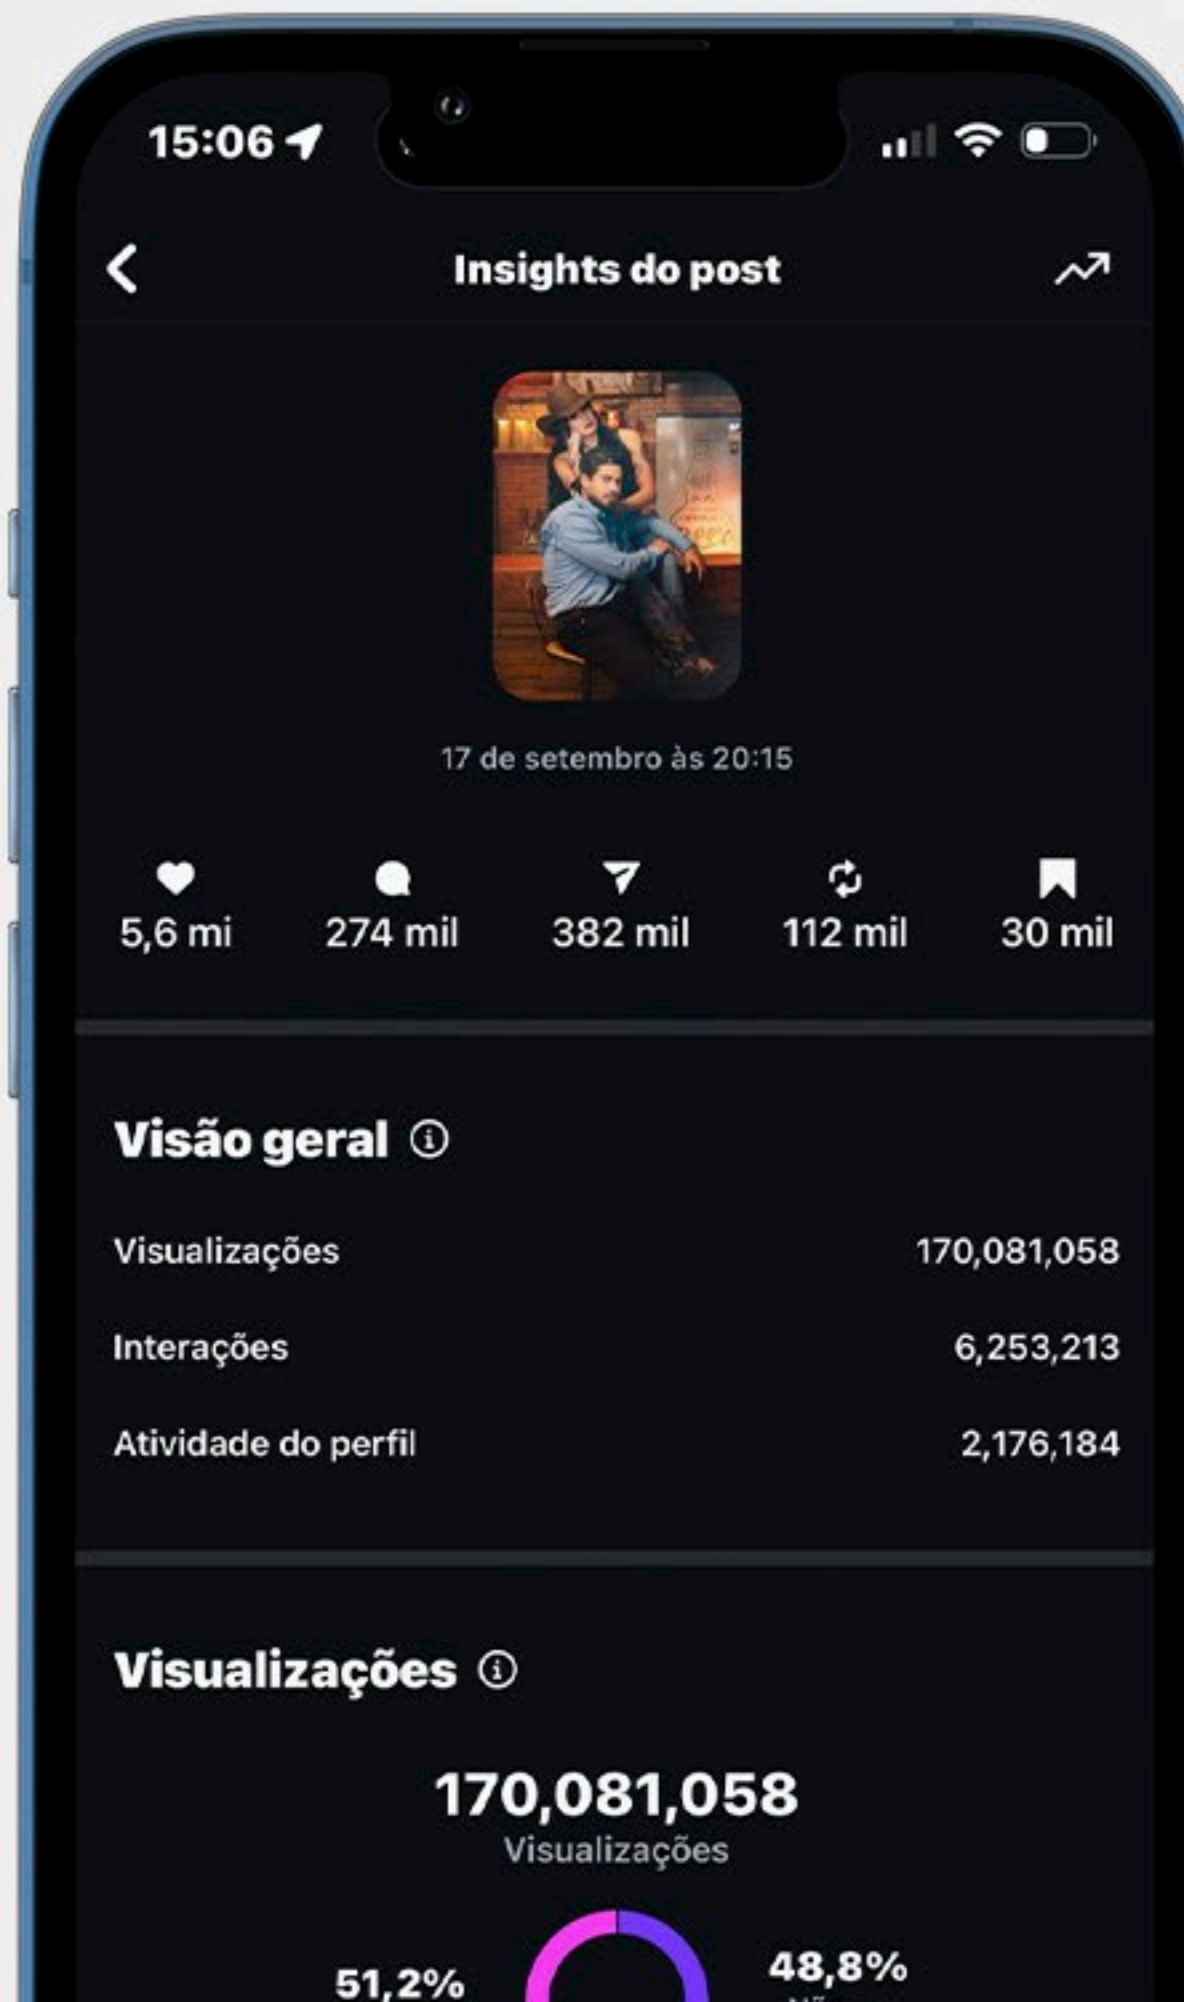 15:06
Insights do post
17 de setembro às 20:15
5,6 mi 274 mil 382 mil 112 mil 30 mil
Visão geral
Visualizações 170,081,058
Interações 6,253,213
Atividade do perfil 2,176,184
Visualizações
170,081,058
Visualizações
51,2% 48,8%